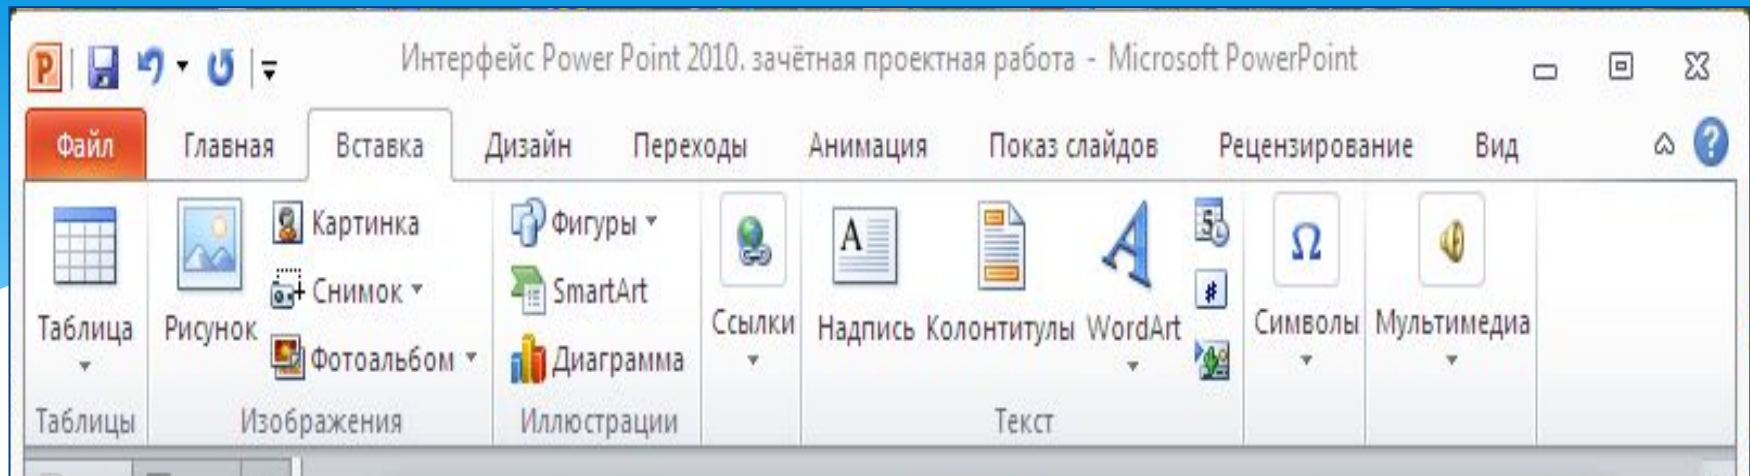 Интерфейс Power Point 2010. зачётная проектная работа - Microsoft PowerPoint
Файл Главная Вставка Дизайн Переходы Анимация Показ слайдов Рецензирование Вид
Таблица
Таблицы
Рисунок
Картинка
Снимок
Фотоальбом
Изображения
Фигуры
SmartArt
Диаграмма
Иллюстрации
Ссылки
Надпись Колонтитулы WordArt
Текст
Символы
Мультимедиа